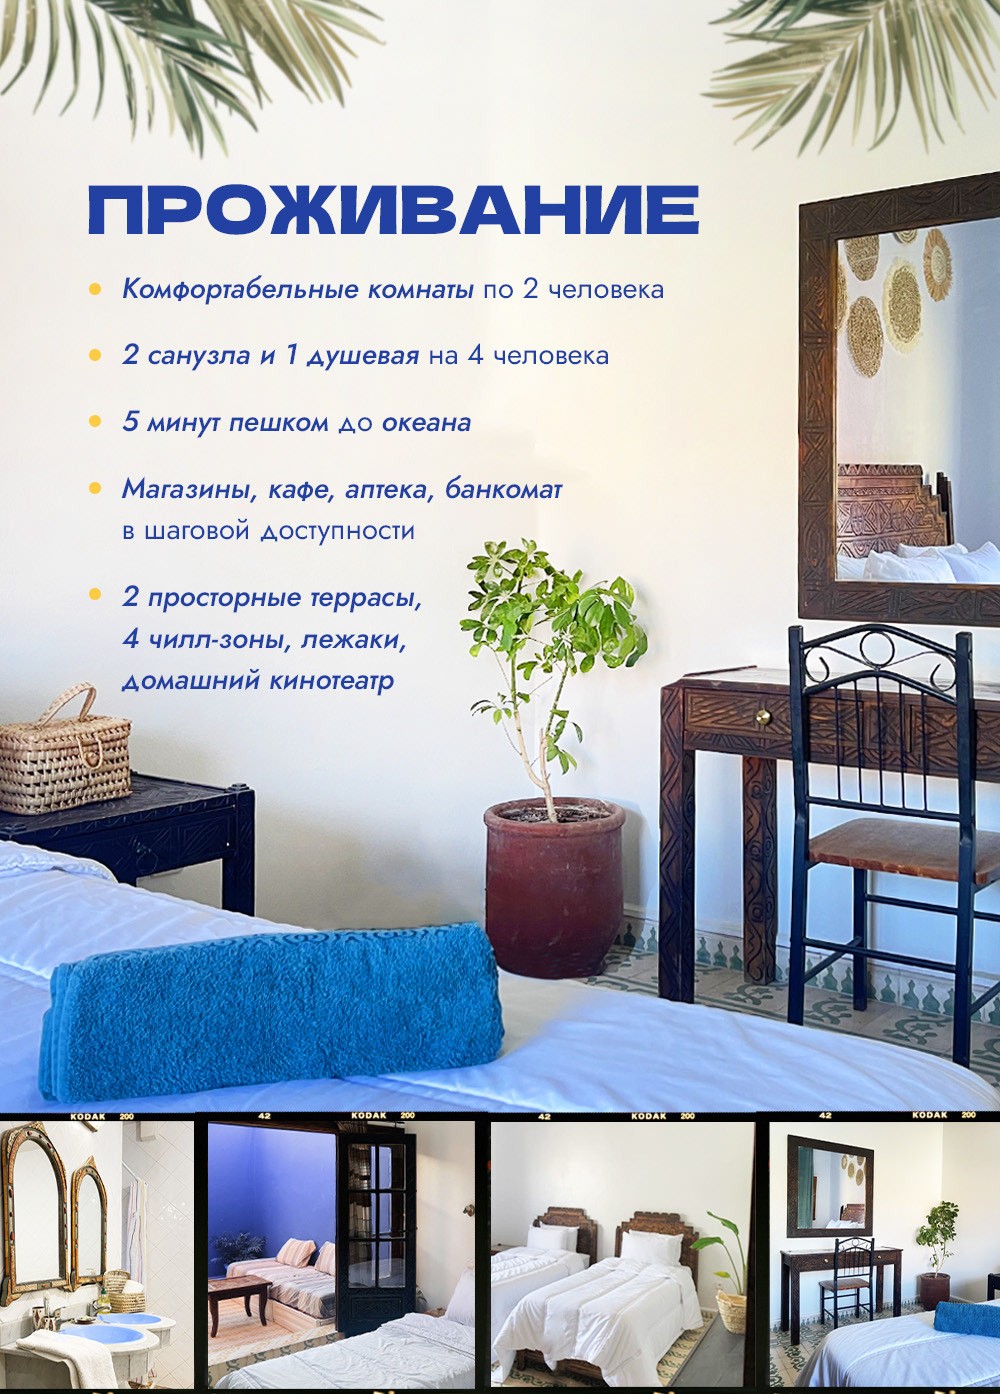 ПРОЖИВАНИЕ
Комфортабельные комнаты по 2 человека
2 санузла и 1 душевая на 4 человека
5 минут пешком до океана
Магазины, кафе, аптека, банкомат
в шаговой доступности
2 просторные террасы,
4 чилл-зоны, лежаки,
домашний кинотеатр
KODAK 200 42 KODAK 200 42 KODAK 200 42 KODAK 200